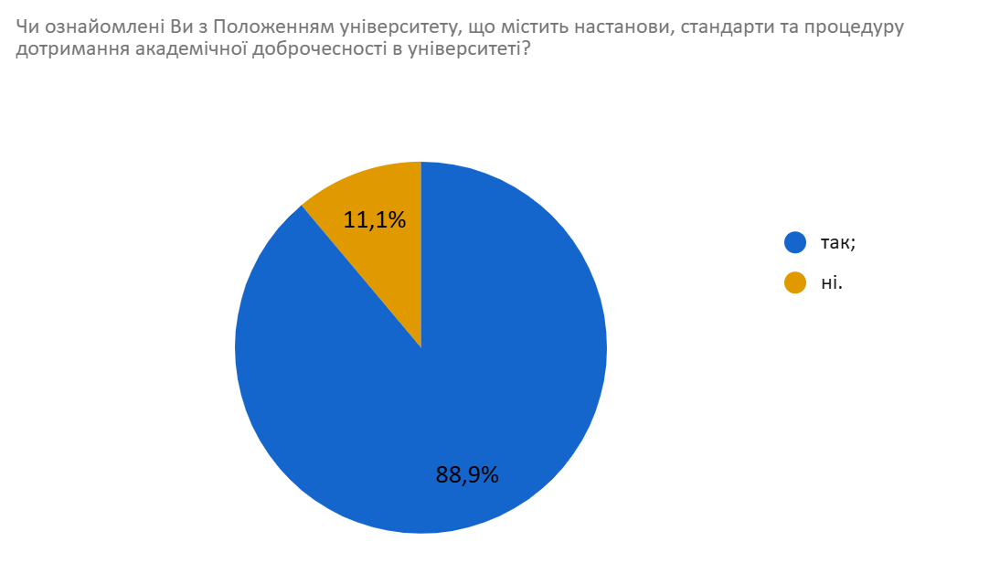 Чи ознайомлені Ви з Положенням університету, що містить настанови, стандарти та процедуру
дотримання академічної доброчесності в університеті?
11,1%
88,9%
так;
ні.